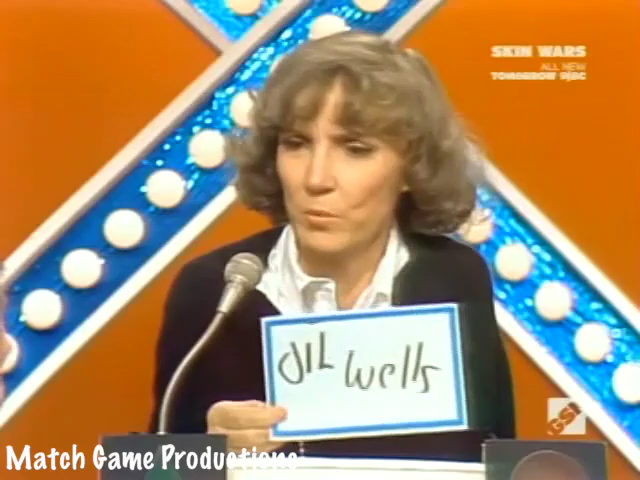 SKIN WARS
ALL NEW
TOMORROW 9/8C
OIL wells
GSN
Match Game Productions